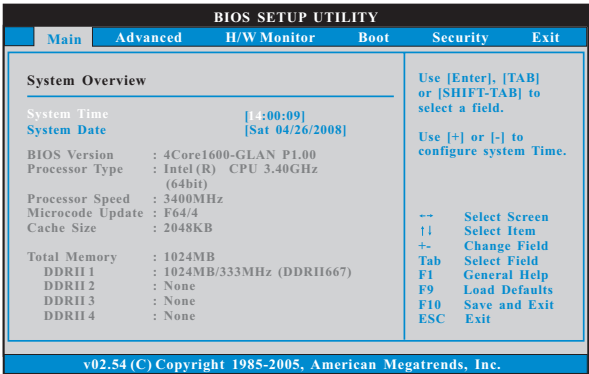 BIOS SETUP UTILITY
Main Advanced H/W Monitor Boot Security Exit
System Overview
System Time [14:00:09]
System Date [Sat 04/26/2008]
BIOS Version : 4Core1600-GLAN P1.00
Processor Type : Intel (R) CPU 3.40GHz
(64bit)
Processor Speed : 3400MHz
Microcode Update : F64/4
Cache Size : 2048KB
Total Memory : 1024MB
DDRII 1 : 1024MB/333MHz (DDRII667)
DDRII 2 : None
DDRII 3 : None
DDRII 4 : None
Use [Enter], [TAB]
or [SHIFT-TAB] to
select a field.
Use [+] or [-] to
configure system Time.
←→ Select Screen
↑↓ Select Item
+- Change Field
Tab Select Field
F1 General Help
F9 Load Defaults
F10 Save and Exit
ESC Exit
v02.54 (C) Copyright 1985-2005, American Megatrends, Inc.